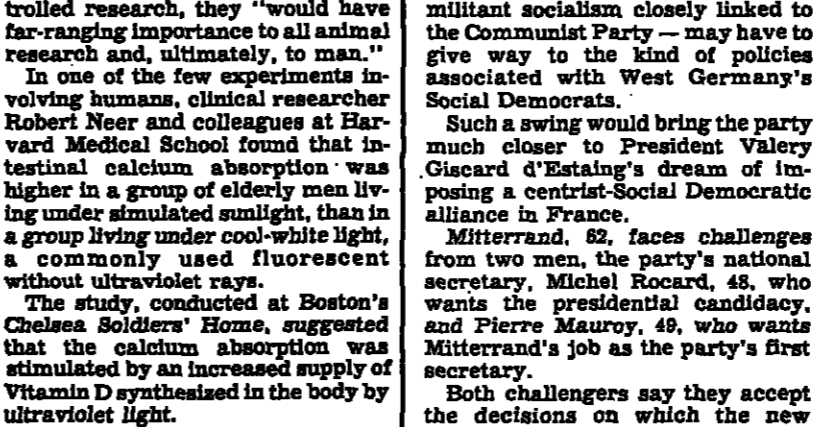 trolled research, they "would have
far-ranging importance to all animal
research and, ultimately, to man."
In one of the few experiments in-
volving humans, clinical researcher
Robert Neer and colleagues at Har-
vard Medical School found that in-
testinal calcium absorption was
higher in a group of elderly men liv-
ing under simulated sunlight, than in
a group living under cool-white light,
a commonly used fluorescent
without ultraviolet rays.
The study, conducted at Boston's
Chelsea Soldiers' Home, suggested
that the calcium absorption was
stimulated by an increased supply of
Vitamin D synthesized in the body by
ultraviolet light.
militant socialism closely linked to
the Communist Party — may have to
give way to the kind of policies
associated with West Germany's
Social Democrats.
Such a swing would bring the party
much closer to President Valery
Giscard d'Estaing's dream of im-
posing a centrist-Social Democratic
alliance in France.
Mitterrand, 62, faces challenges
from two men, the party's national
secretary, Michel Rocard, 48, who
wants the presidential candidacy,
and Pierre Mauroy, 49, who wants
Mitterrand's job as the party's first
secretary.
Both challengers say they accept
the decisions on which the new